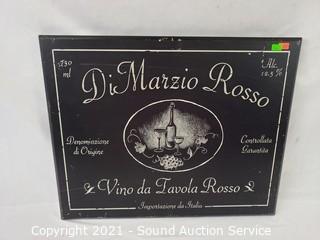 750 ml
Alc. 12.5%
Di Marzio Rosso
Denominazione di Origine
Controllata Garantita
Vino da Tavola Rosso
Importazione da Italia
Copyright 2021 - Sound Auction Service